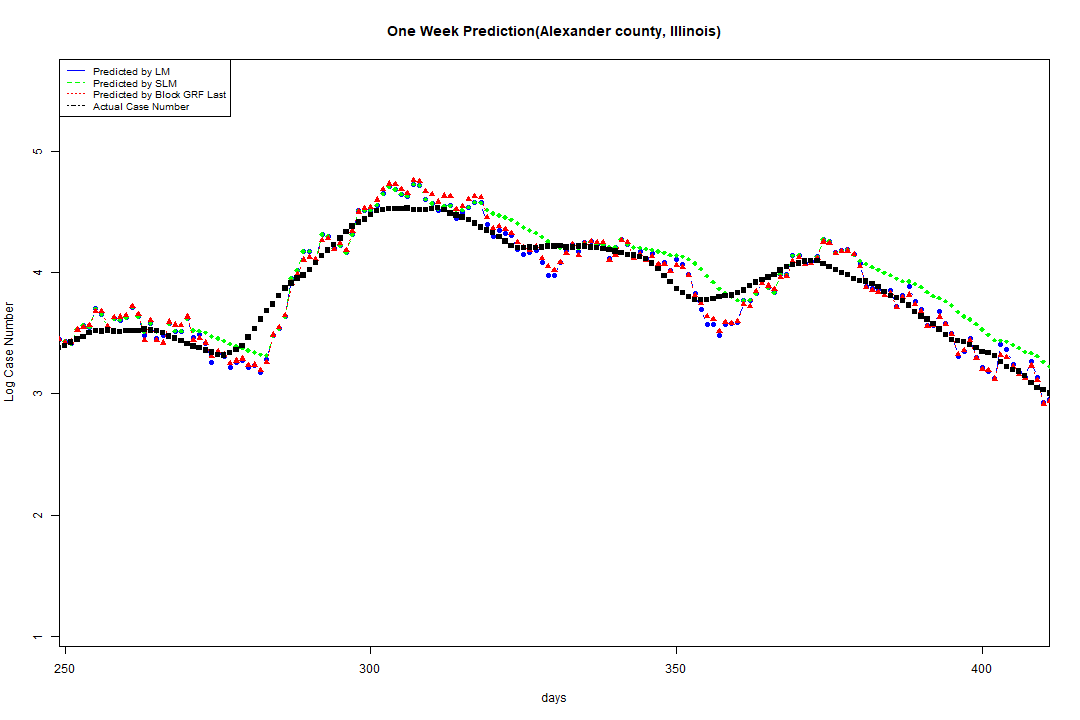 One Week Prediction(Alexander county, Illinois)
Predicted by LM
Predicted by SLM
Predicted by Block GRF Last
Actual Case Number
Log Case Number
5
4
3
2
1
250 300 350 400
days